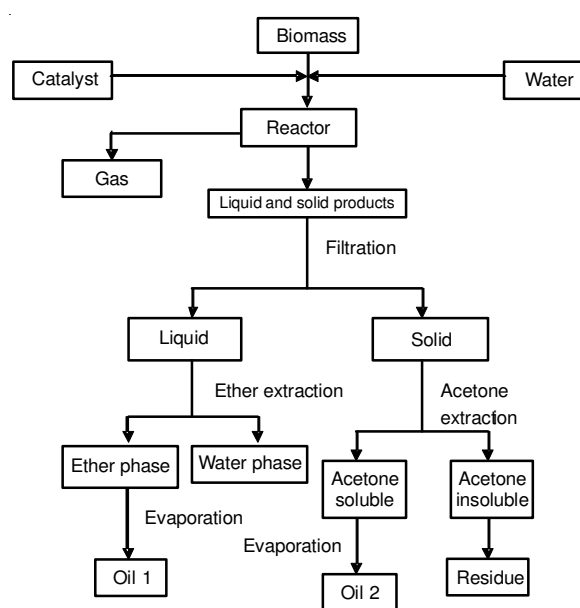 Biomass
Catalyst
Water
Reactor
Gas
Liquid and solid products
Filtration
Liquid
Solid
Ether extraction
Acetone
extraction
Ether phase
Water phase
Acetone
soluble
Acetone
insoluble
Evaporation
Evaporation
Oil 1
Oil 2
Residue